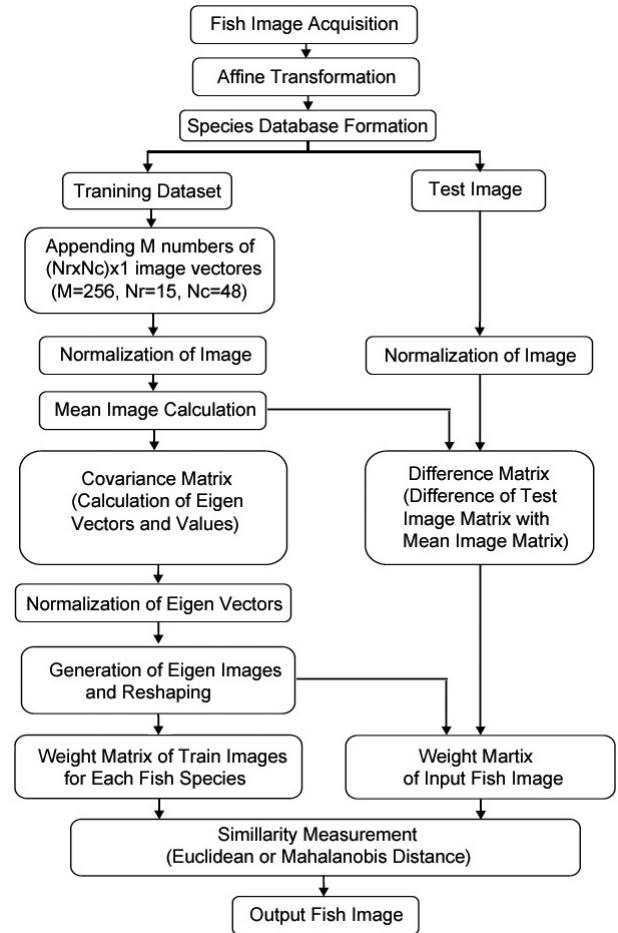 Fish Image Acquisition
Affine Transformation
Species Database Formation
Tranining Dataset
Test Image
Appending M numbers of
(NrxNc)x1 image vectores
(M=256, Nr=15, Nc=48)
Normalization of Image
Normalization of Image
Mean Image Calculation
Covariance Matrix
(Calculation of Eigen
Vectors and Values)
Difference Matrix
(Difference of Test
Image Matrix with
Mean Image Matrix)
Normalization of Eigen Vectors
Generation of Eigen Images
and Reshaping
Weight Matrix of Train Images
for Each Fish Species
Weight Martix
of Input Fish Image
Simillarity Measurement
(Euclidean or Mahalanobis Distance)
Output Fish Image